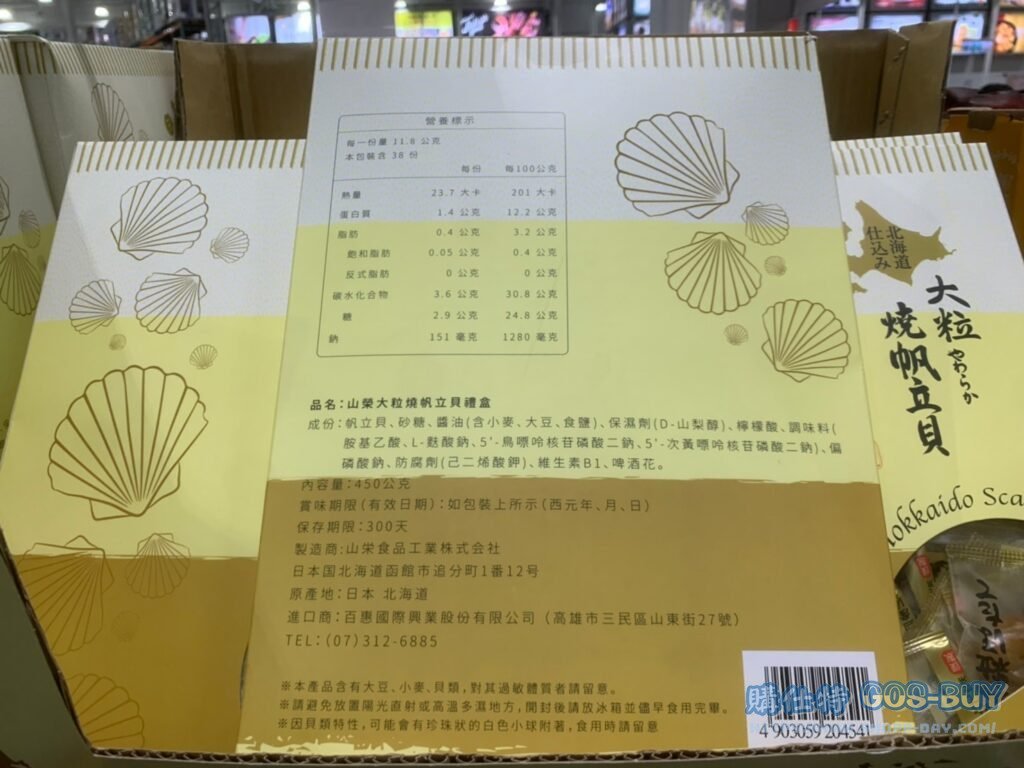 營養標示
每一份量 11.8 公克
本包裝含 38 份
每份 每100公克
熱量 23.7 大卡 201 大卡
蛋白質 1.4 公克 12.2 公克
脂肪 0.4 公克 3.2 公克
飽和脂肪 0.05 公克 0.4 公克
反式脂肪 0 公克 0 公克
碳水化合物 3.6 公克 30.8 公克
糖 2.9 公克 24.8 公克
鈉 151 毫克 1280 毫克
品名:山榮大粒燒帆立貝禮盒
成份:帆立貝、砂糖、醬油(含小麥、大豆、食鹽)、保濕劑(D-山梨醇)、檸檬酸、調味料(
胺基乙酸、L-麩酸鈉、5'-鳥嘌呤核苷磷酸二鈉、5'-次黃嘌呤核苷磷酸二鈉)、偏
磷酸鈉、防腐劑(己二烯酸鉀)、維生素B1、啤酒花。
內容量:450公克
賞味期限(有效日期):如包裝上所示(西元年、月、日)
保存期限:300天
製造商:山栄食品工業株式会社
日本国北海道函館市追分町1番12号
原產地:日本 北海道
進口商:百惠國際興業股份有限公司(高雄市三民區山東街27號)
TEL:(07)312-6885
※本產品含有大豆、小麥、貝類,對其過敏體質者請留意。
※請避免放置陽光直射或高溫多濕地方,開封後請放冰箱並儘早食用完畢。
※因貝類特性,可能會有珍珠狀的白色小球附著,食用時請留意
4 903059 204541
北海道
仕込み
大粒
やわらか
燒帆立貝
Hokkaido Sca
購仕特 GOS-BUY